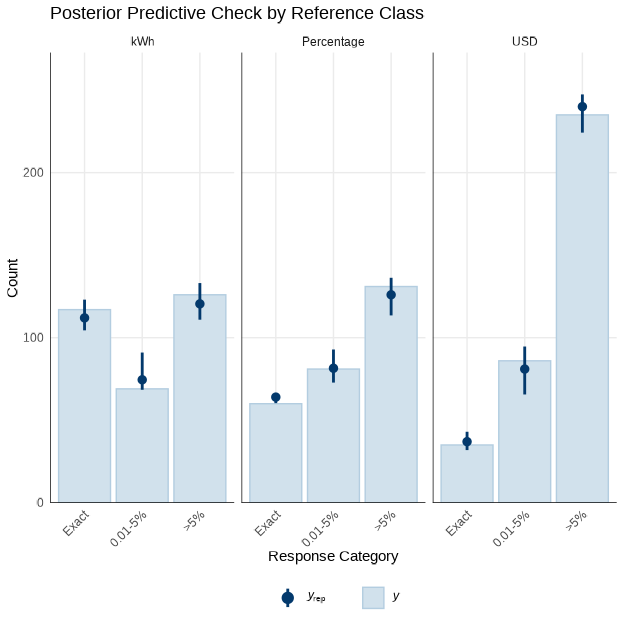 Posterior Predictive Check by Reference Class
kWh Percentage USD
Count
200
100
0
Exact 0.01-5% >5% Exact 0.01-5% >5% Exact 0.01-5% >5%
Response Category
yrep y